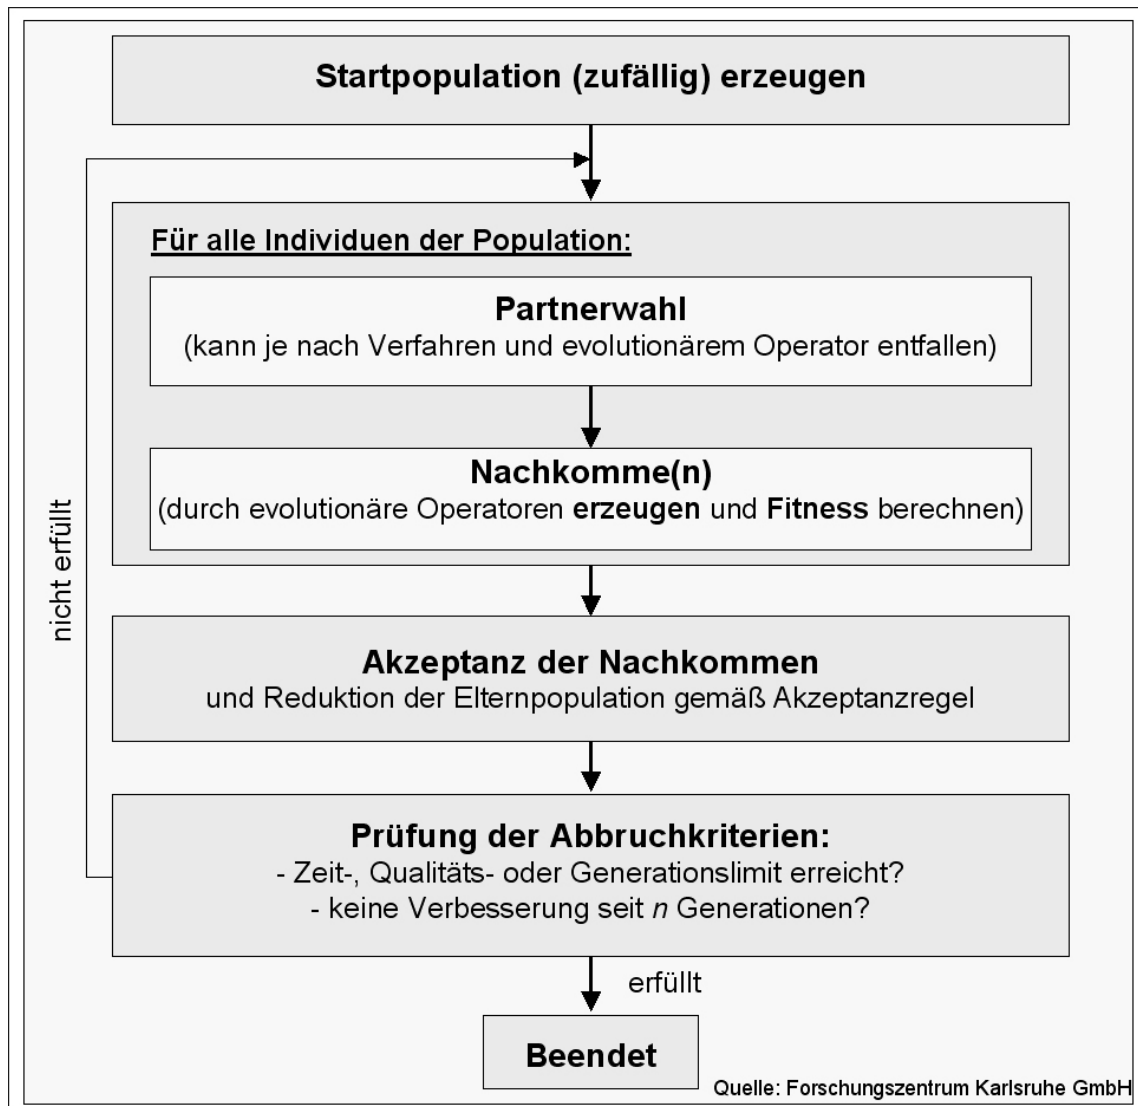 Startpopulation (zufällig) erzeugen
Für alle Individuen der Population:
Partnerwahl
(kann je nach Verfahren und evolutionärem Operator entfallen)
Nachkomme(n)
(durch evolutionäre Operatoren erzeugen und Fitness berechnen)
nicht erfüllt
Akzeptanz der Nachkommen
und Reduktion der Elternpopulation gemäß Akzeptanzregel
Prüfung der Abbruchkriterien:
- Zeit-, Qualitäts- oder Generationslimit erreicht?
- keine Verbesserung seit n Generationen?
erfüllt
Beendet
Quelle: Forschungszentrum Karlsruhe GmbH